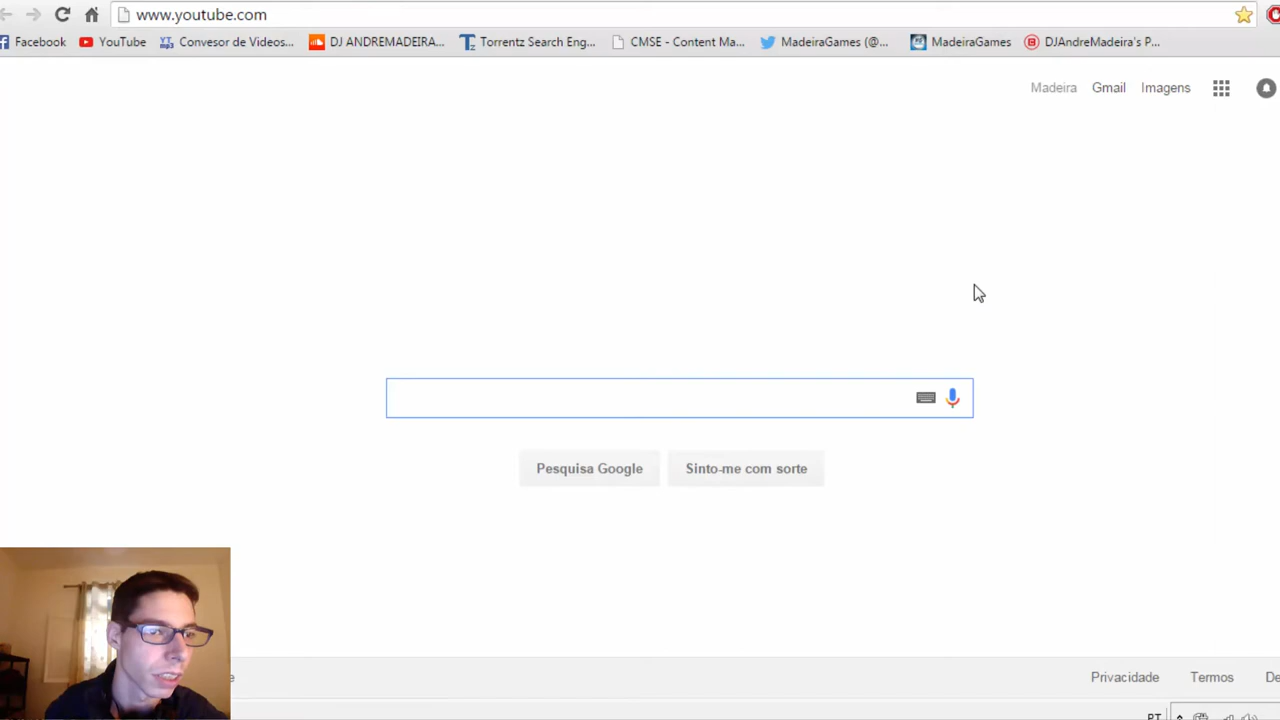 www.youtube.com
Facebook YouTube Convesor de Videos... DJ ANDREMADEIRA... Torrentz Search Eng... CMSE - Content Ma... MadeiraGames (@... MadeiraGames DJAndreMadeira's P...
Madeira Gmail Imagens
Pesquisa Google Sinto-me com sorte
Privacidade Termos De
PT